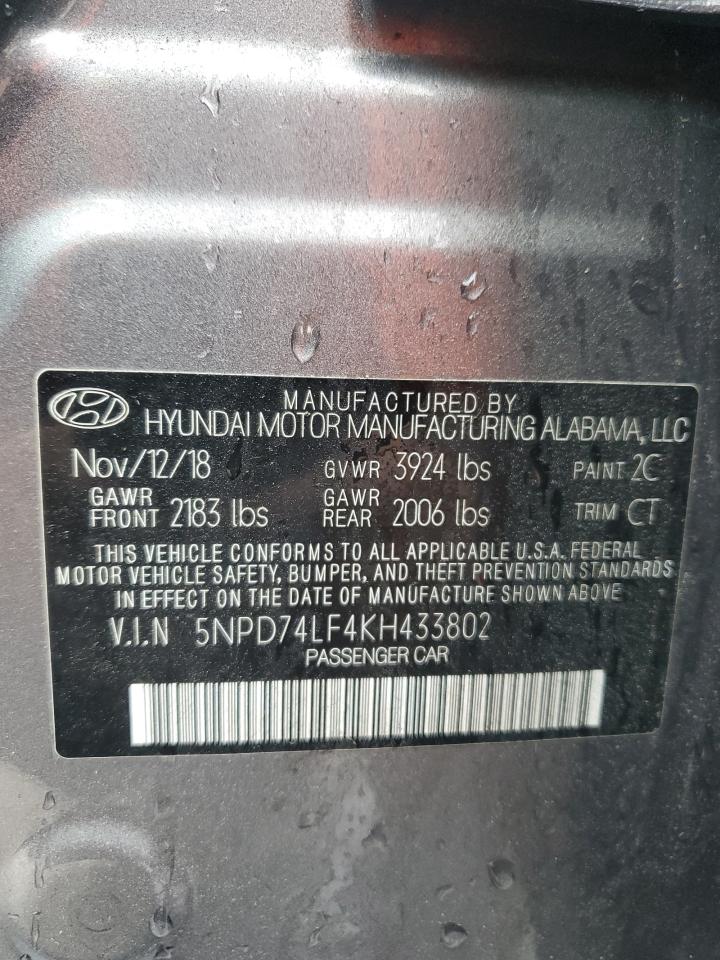 MANUFACTURED BY
HYUNDAI MOTOR MANUFACTURING ALABAMA, LLC
Nov/12/18 GVWR 3924 lbs PAINT 2C
GAWR FRONT 2183 lbs GAWR REAR 2006 lbs TRIM CT
THIS VEHICLE CONFORMS TO ALL APPLICABLE U.S.A. FEDERAL
MOTOR VEHICLE SAFETY, BUMPER, AND THEFT PREVENTION STANDARDS
IN EFFECT ON THE DATE OF MANUFACTURE SHOWN ABOVE
V.I.N 5NPD74LF4KH433802
PASSENGER CAR